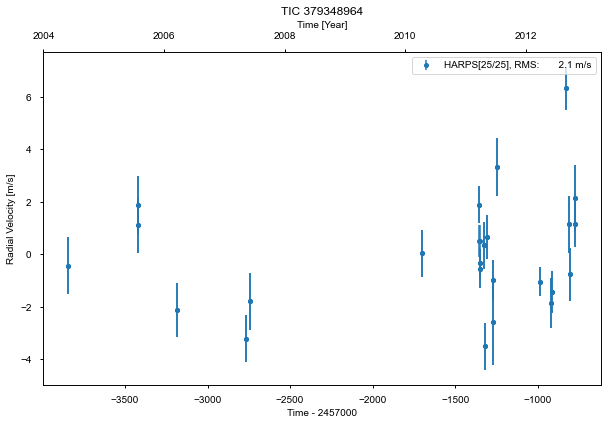 TIC 379348964
Time [Year]
2004 2006 2008 2010 2012
HARPS[25/25], RMS: 2.1 m/s
6
4
2
0
−2
−4
Radial Velocity [m/s]
−3500 −3000 −2500 −2000 −1500 −1000
Time - 2457000